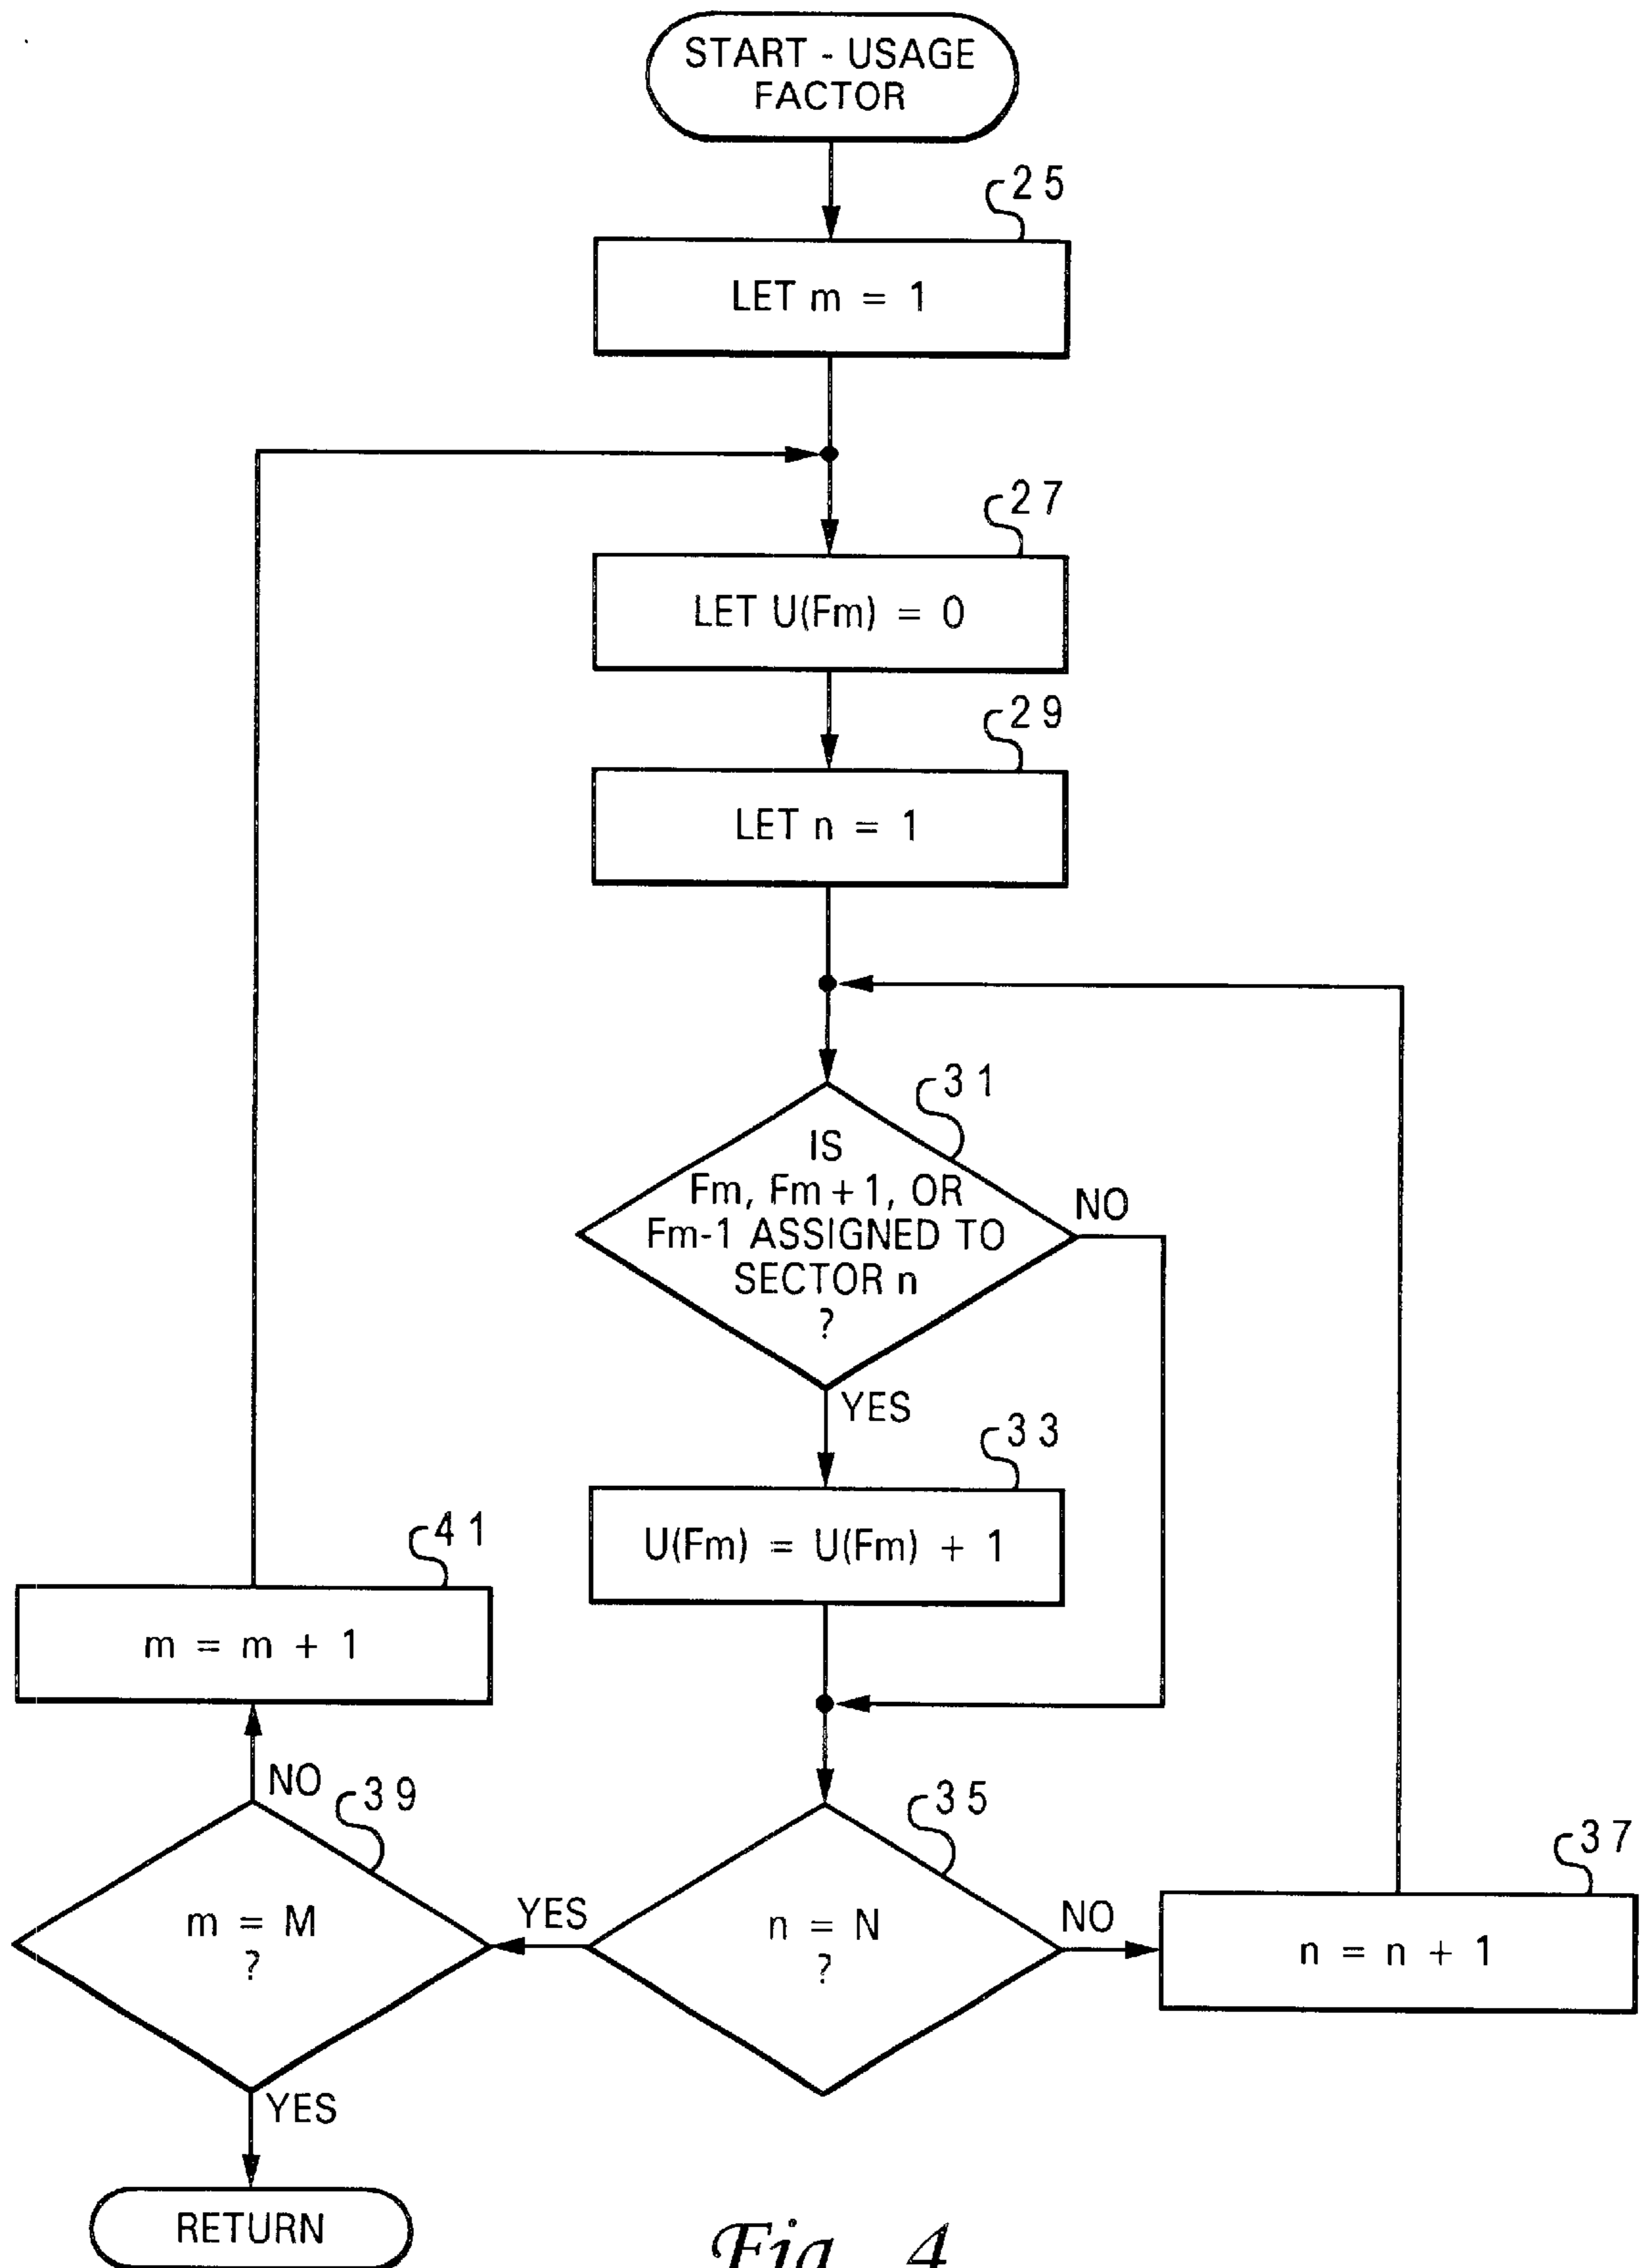 START - USAGE
FACTOR
25
LET m = 1
27
LET U(Fm) = 0
29
LET n = 1
31
IS
Fm, Fm + 1, OR
Fm-1 ASSIGNED TO
SECTOR n
?
NO
YES
33
U(Fm) = U(Fm) + 1
41
m = m + 1
NO
39
m = M
?
YES
35
n = N
?
NO
37
n = n + 1
YES
RETURN
Fig. 4